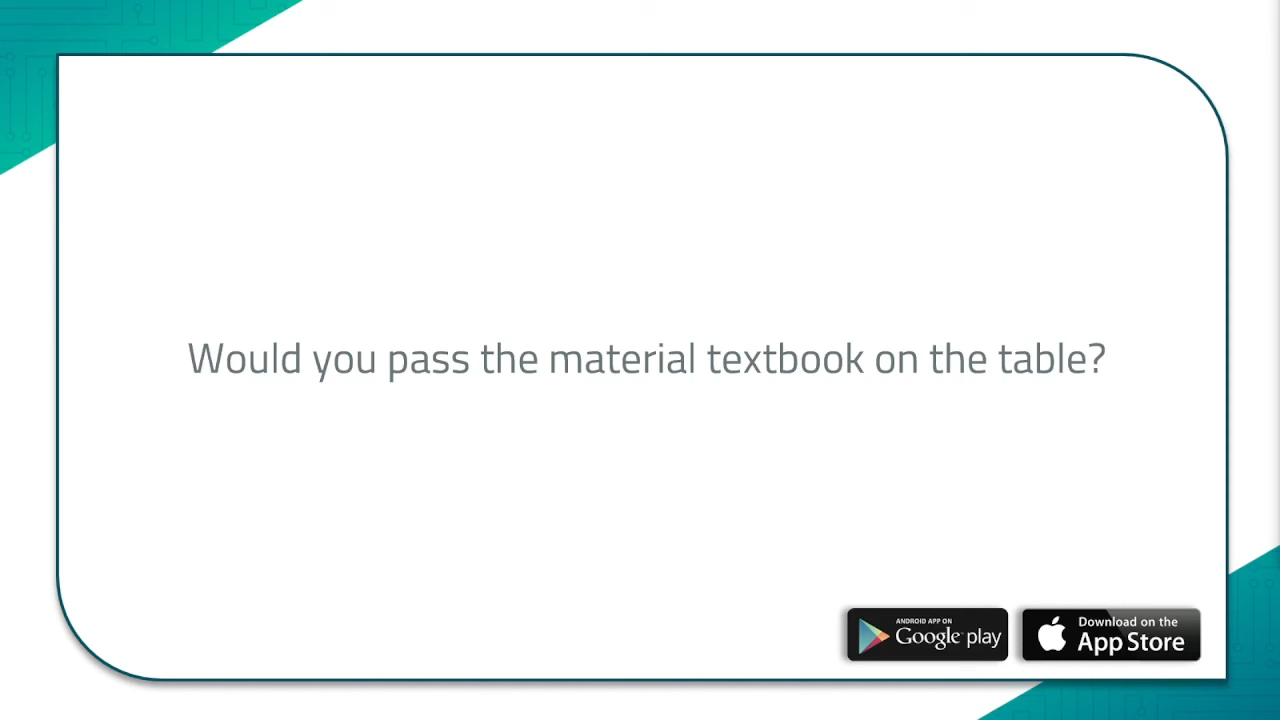 Would you pass the material textbook on the table?
ANDROID APP ON
Google play
Download on the
App Store